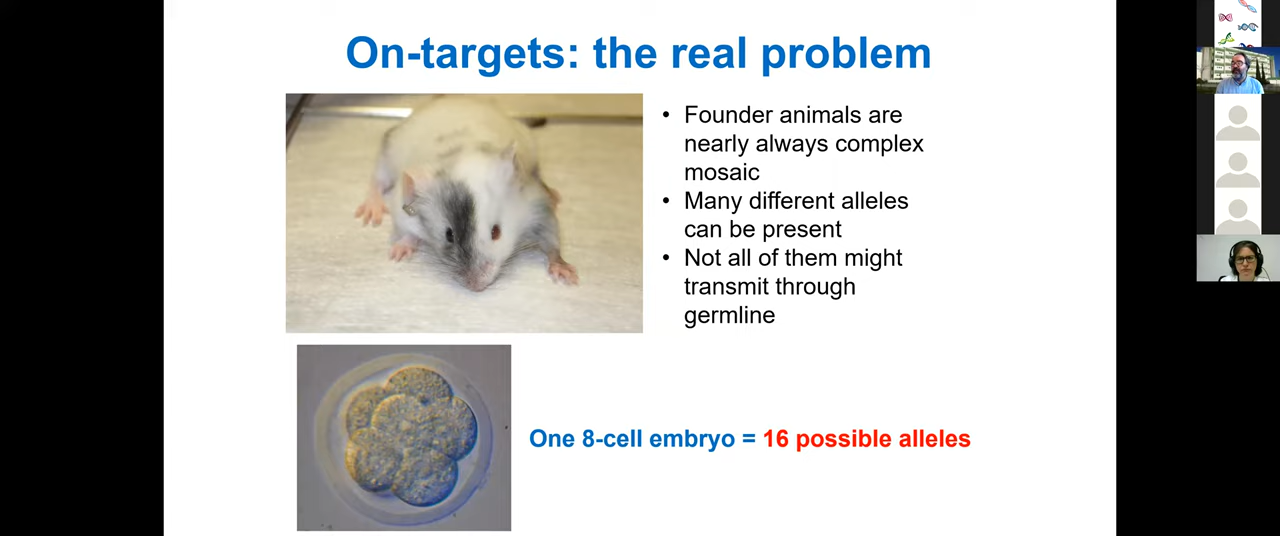 On-targets: the real problem
• Founder animals are
nearly always complex
mosaic
• Many different alleles
can be present
• Not all of them might
transmit through
germline
One 8-cell embryo = 16 possible alleles